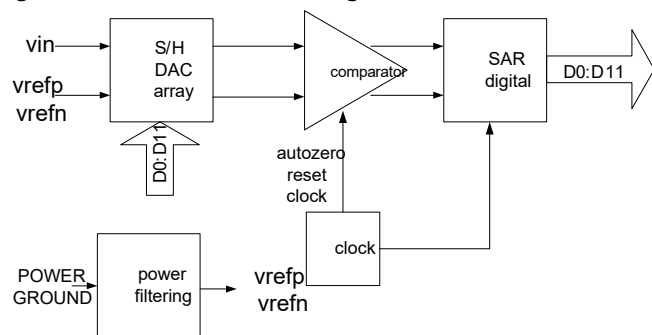 vin
vrefp
vrefn
S/H
DAC
array
D0:D11
comparator
autozero
reset
clock
SAR
digital
D0:D11
clock
POWER
GROUND
power
filtering
vrefp
vrefn